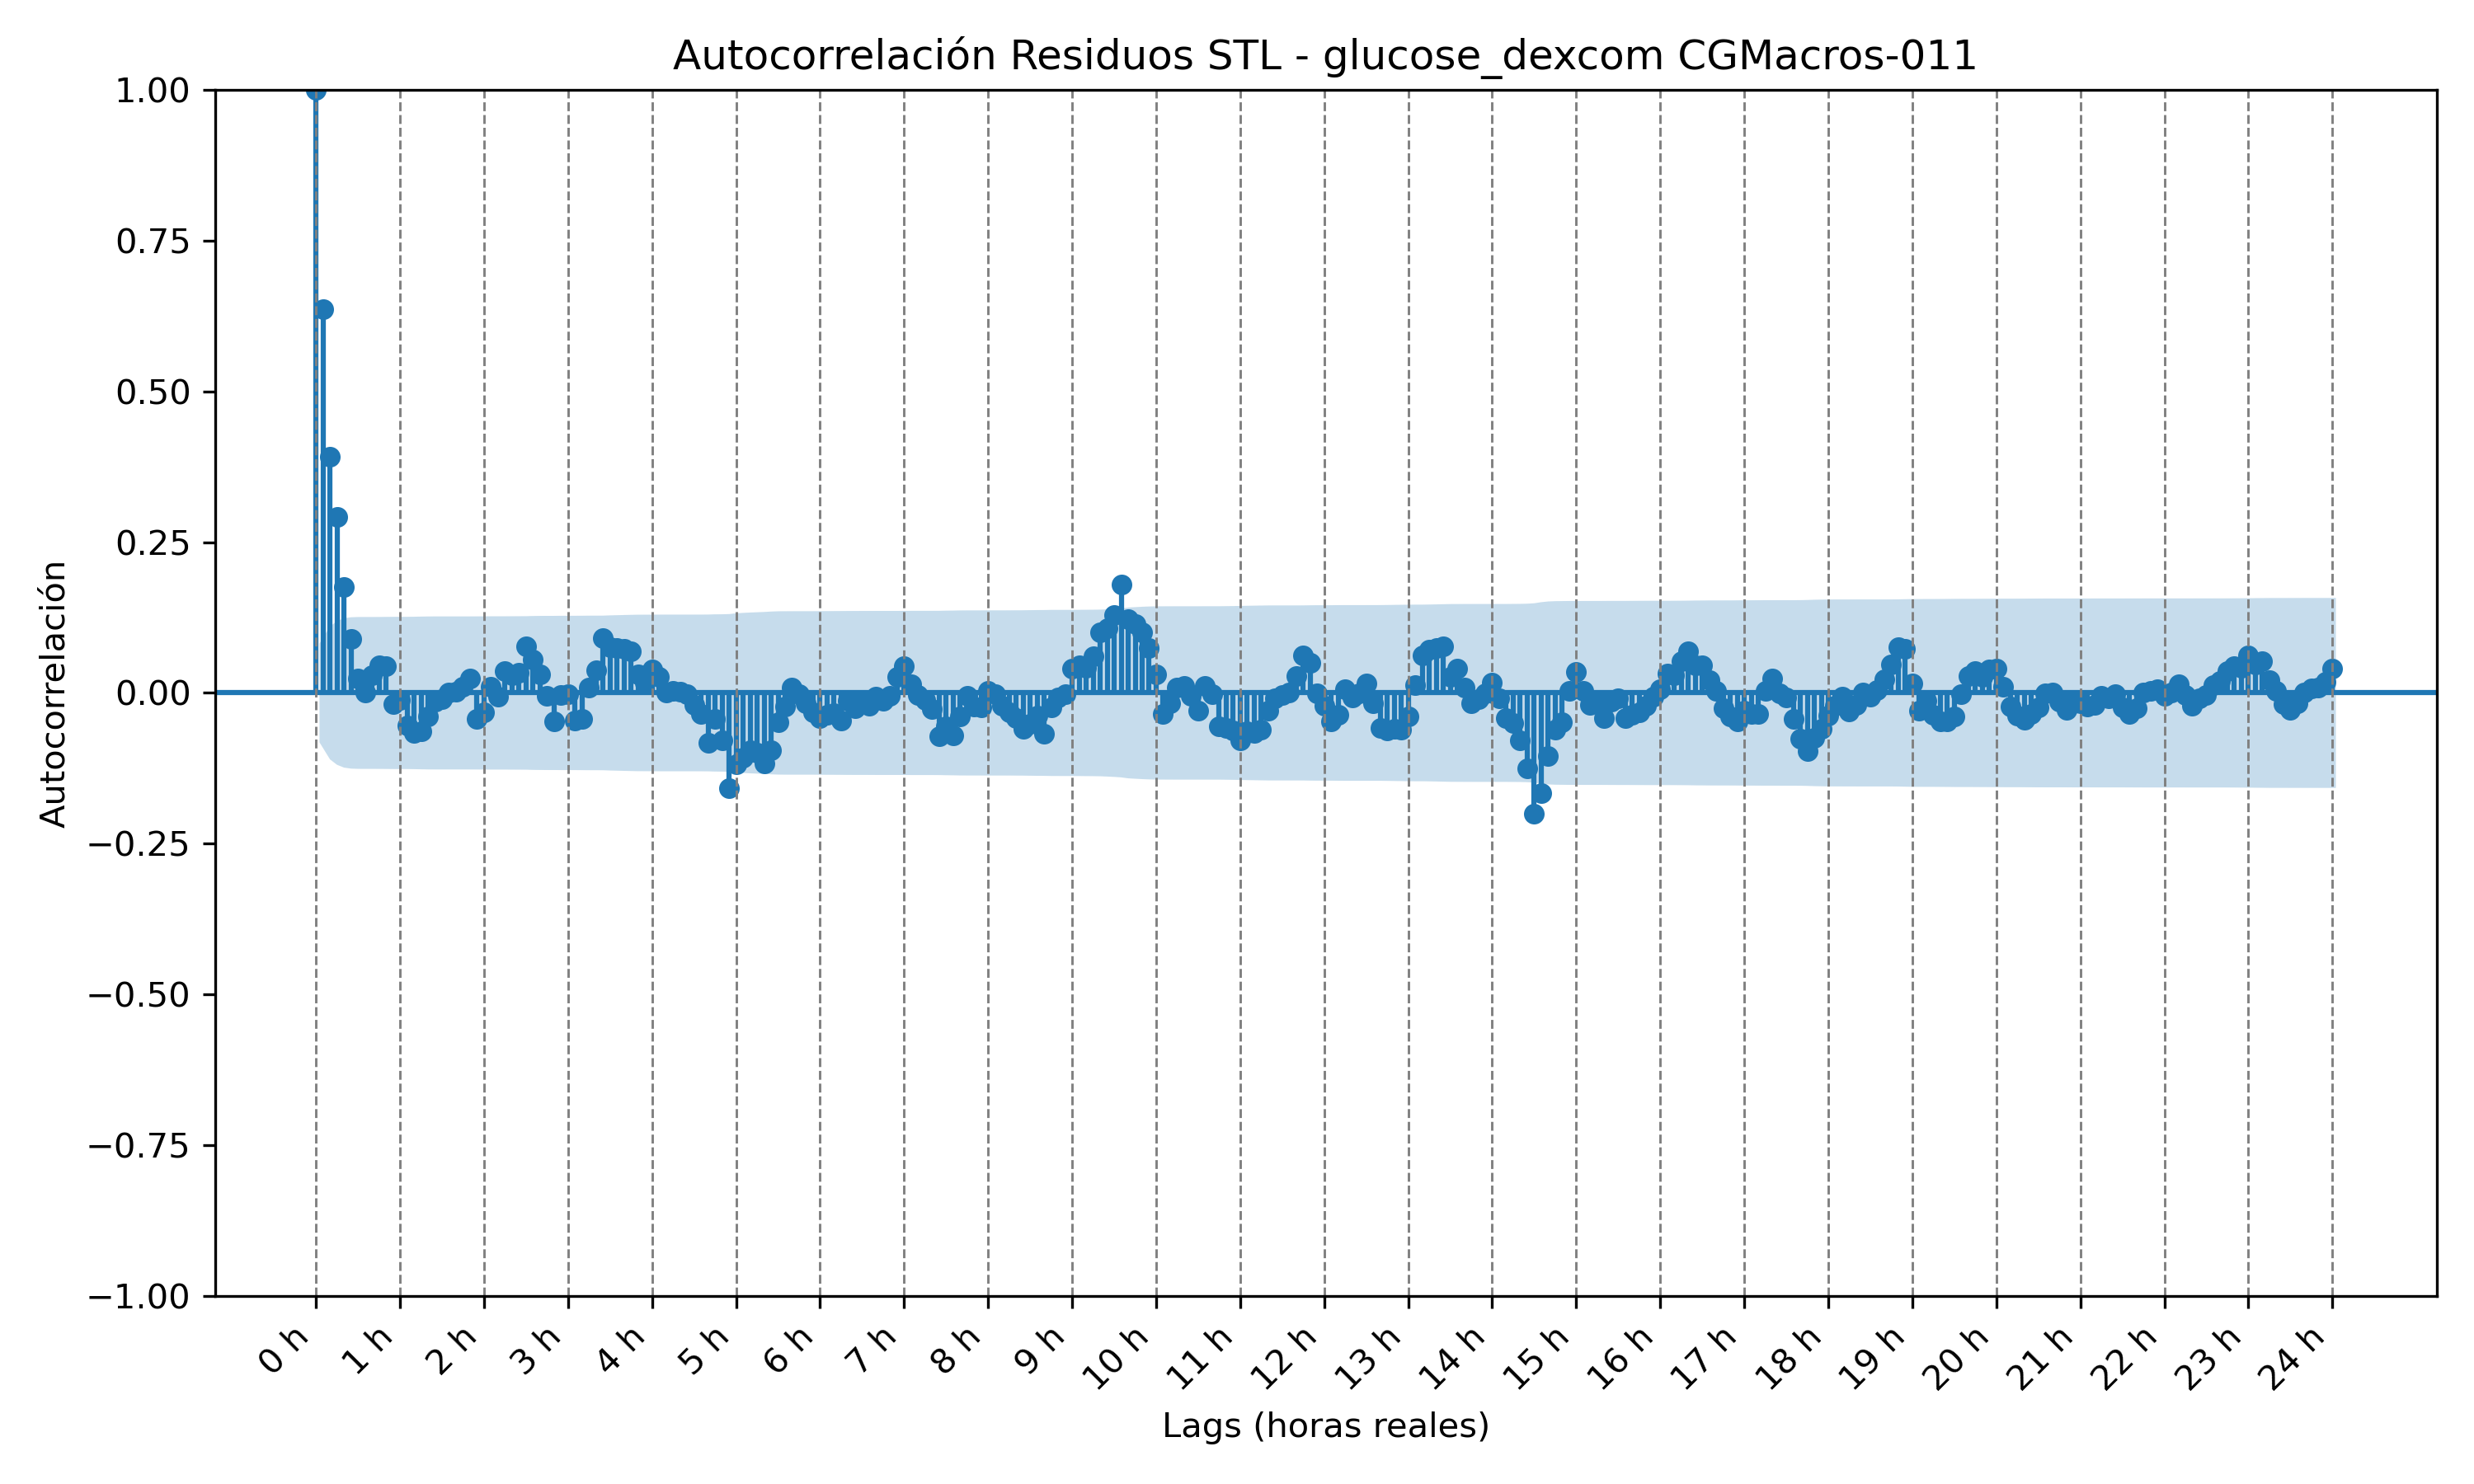 Autocorrelación Residuos STL - glucose_dexcom CGMacros-011
Autocorrelación
1.00
0.75
0.50
0.25
0.00
−0.25
−0.50
−0.75
−1.00
0 h
1 h
2 h
3 h
4 h
5 h
6 h
7 h
8 h
9 h
10 h
11 h
12 h
13 h
14 h
15 h
16 h
17 h
18 h
19 h
20 h
21 h
22 h
23 h
24 h
Lags (horas reales)